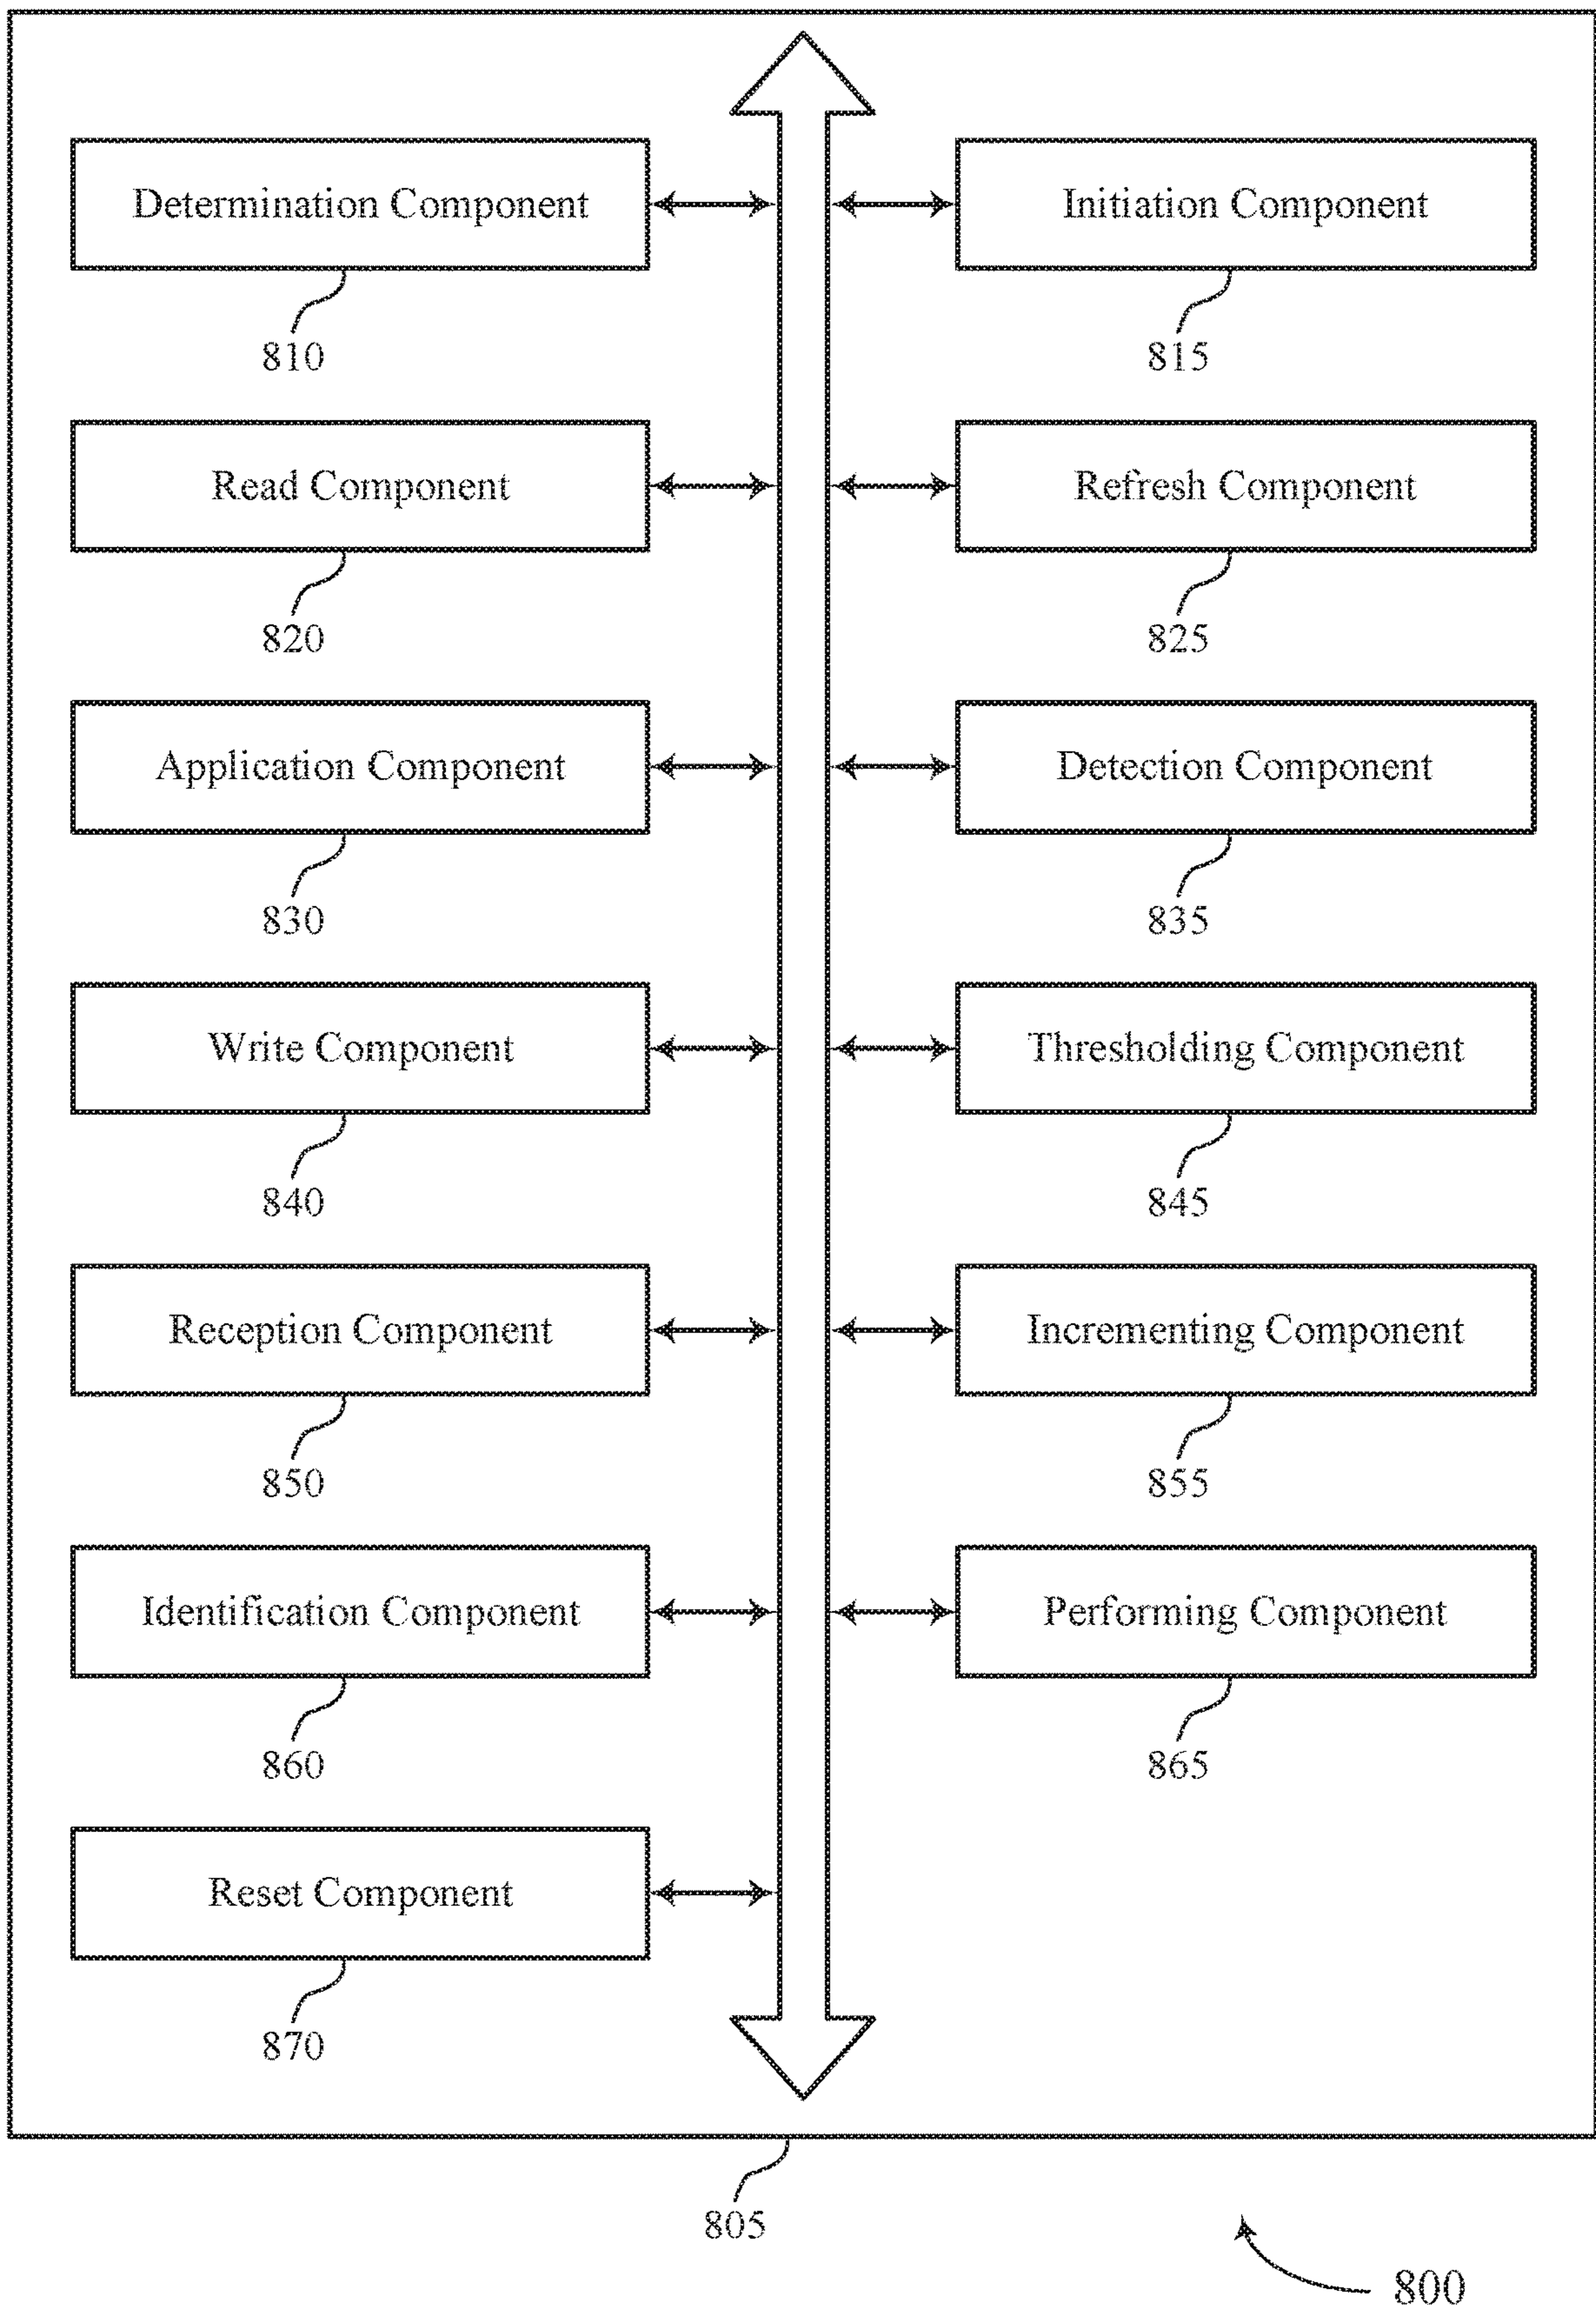 Determination Component
Initiation Component
810
815
Read Component
Refresh Component
820
825
Application Component
Detection Component
830
835
Write Component
Thresholding Component
840
845
Reception Component
Incrementing Component
850
855
Identification Component
Performing Component
860
865
Reset Component
870
805
800